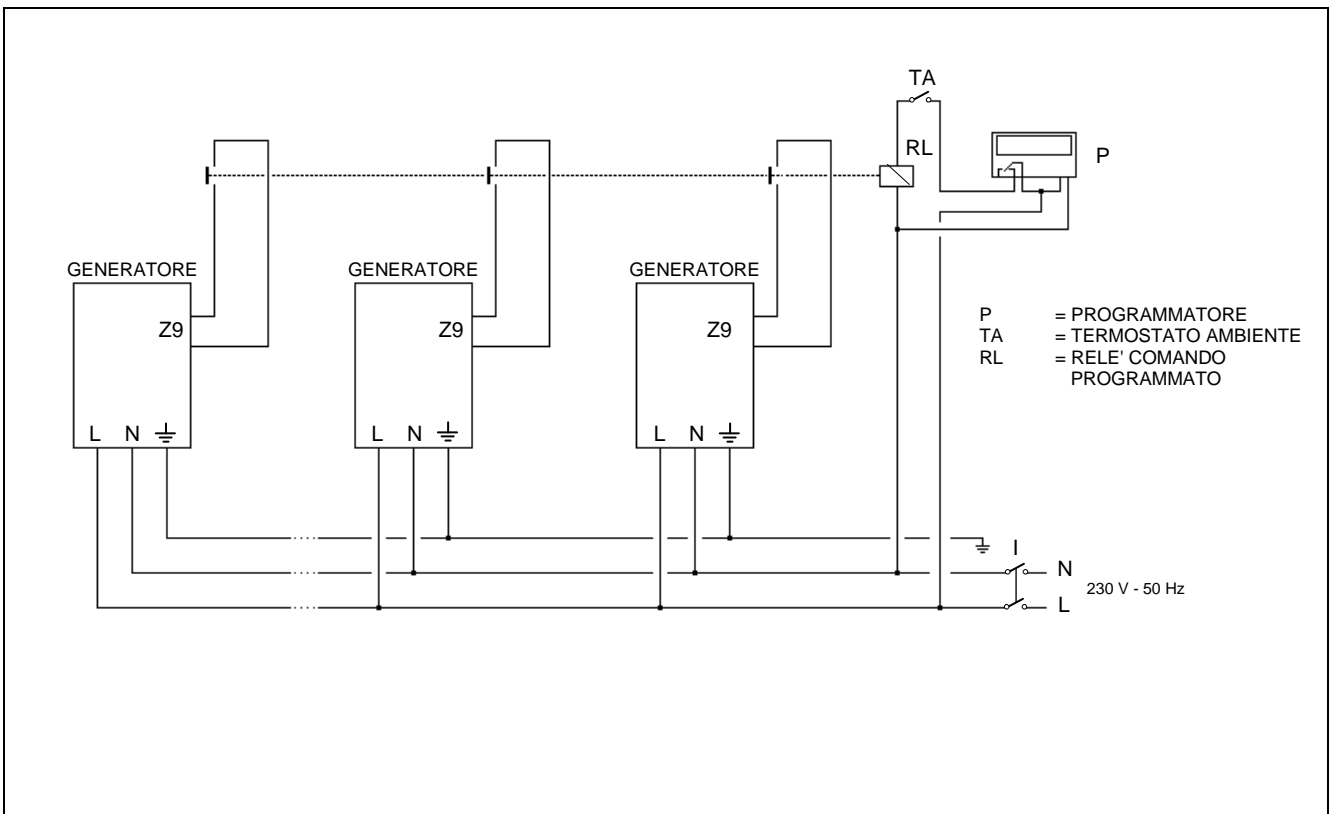 TA
RL
P
GENERATORE GENERATORE GENERATORE
Z9 Z9 Z9
P = PROGRAMMATORE
TA = TERMOSTATO AMBIENTE
RL = RELE' COMANDO
PROGRAMMATO
L N L N L N
I
N
230 V - 50 Hz
L